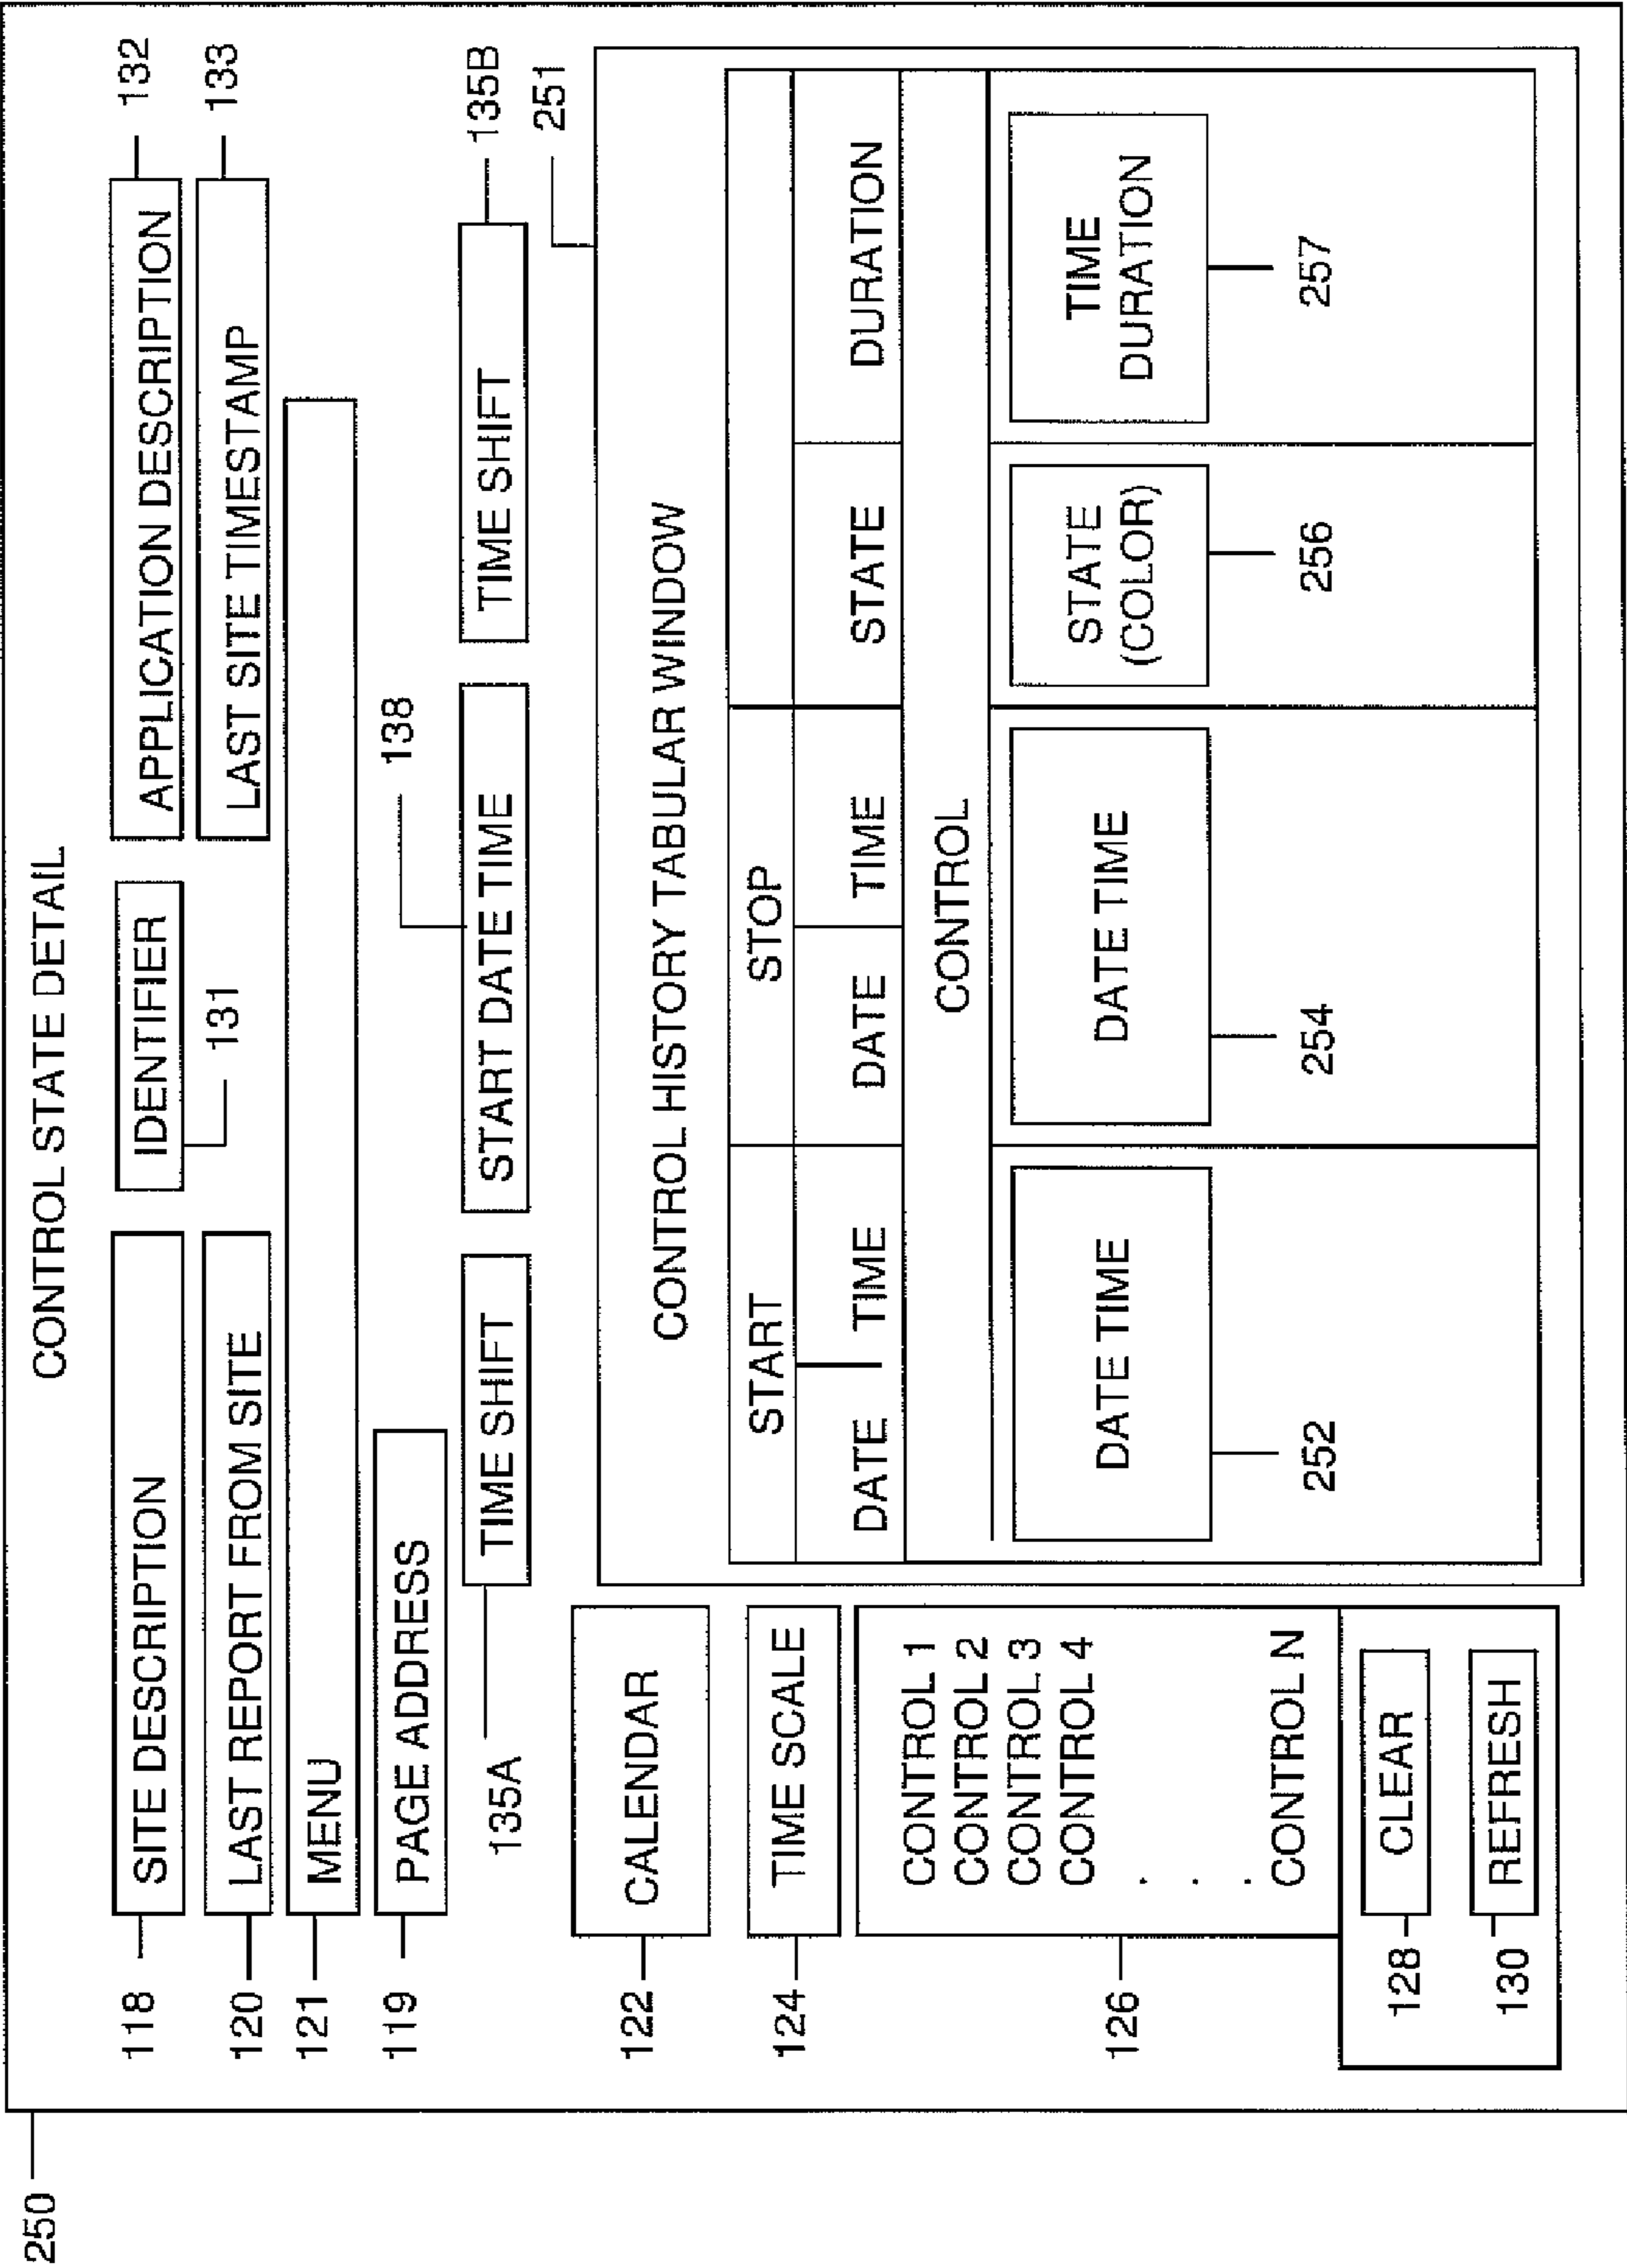 250
CONTROL STATE DETAIL
118 SITE DESCRIPTION
IDENTIFIER
131
APPLICATION DESCRIPTION 132
120 LAST REPORT FROM SITE
LAST SITE TIMESTAMP 133
121 MENU
119 PAGE ADDRESS
138
135A TIME SHIFT
START DATE TIME
TIME SHIFT 135B
251
122 CALENDAR
124 TIME SCALE
126
CONTROL 1
CONTROL 2
CONTROL 3
CONTROL 4
.
.
.
CONTROL N
128 CLEAR
130 REFRESH
CONTROL HISTORY TABULAR WINDOW
START STOP
DATE TIME DATE TIME STATE DURATION
CONTROL
DATE TIME
252
DATE TIME
254
STATE
(COLOR)
256
TIME
DURATION
257